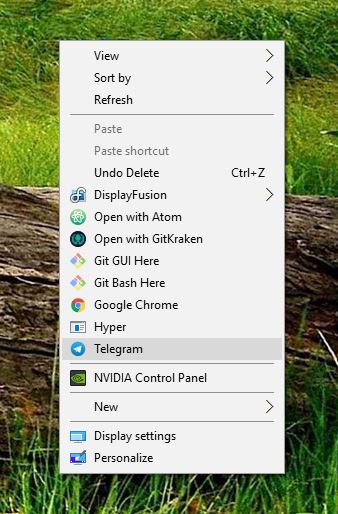 View
Sort by
Refresh
Paste
Paste shortcut
Undo Delete Ctrl+Z
DisplayFusion
Open with Atom
Open with GitKraken
Git GUI Here
Git Bash Here
Google Chrome
Hyper
Telegram
NVIDIA Control Panel
New
Display settings
Personalize